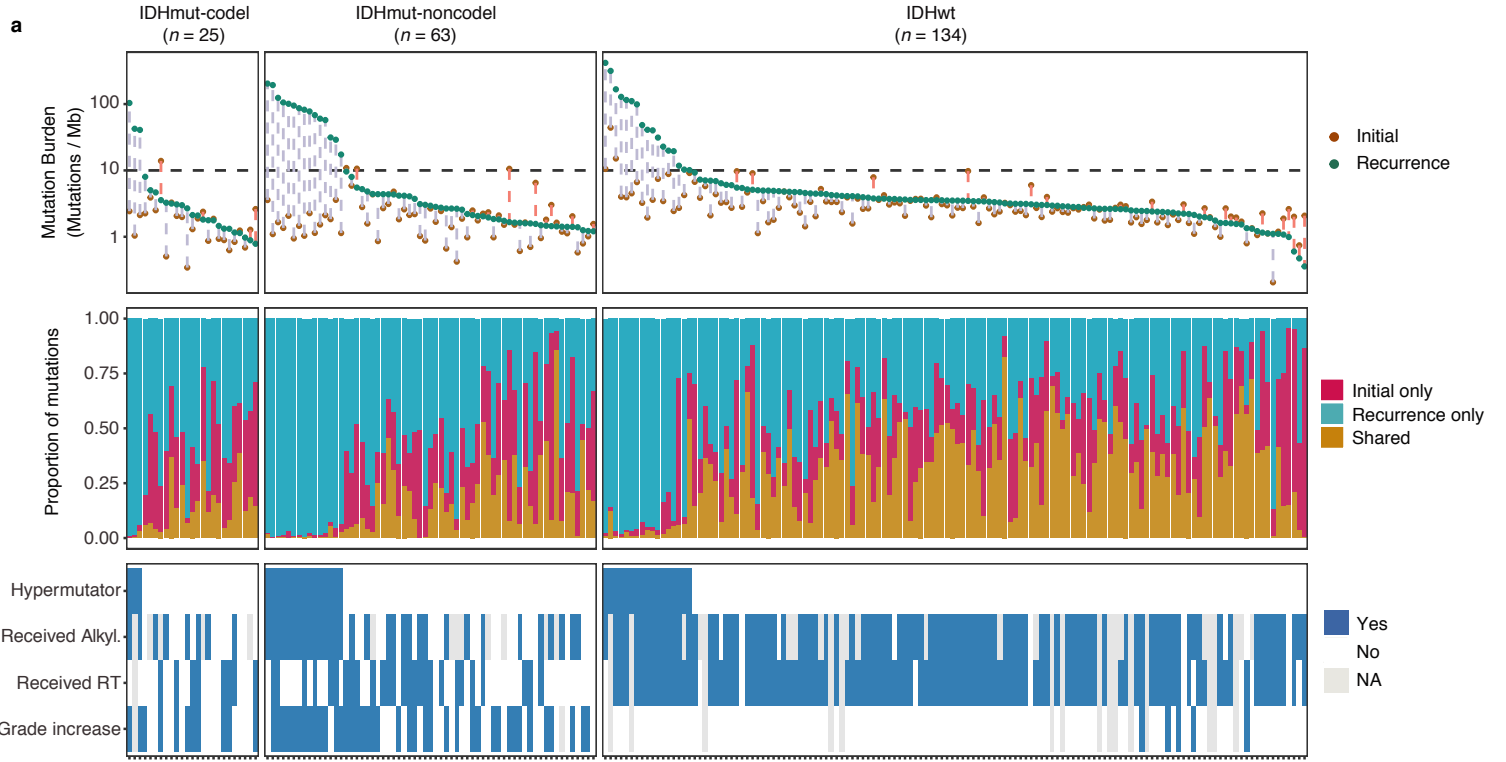 a
IDHmut-codel
(n = 25)
IDHmut-noncodel
(n = 63)
IDHwt
(n = 134)
Mutation Burden
(Mutations / Mb)
100
10
1
Initial
Recurrence
Proportion of mutations
1.00
0.75
0.50
0.25
0.00
Initial only
Recurrence only
Shared
Hypermutator
Received Alkyl.
Received RT
Grade increase
Yes
No
NA